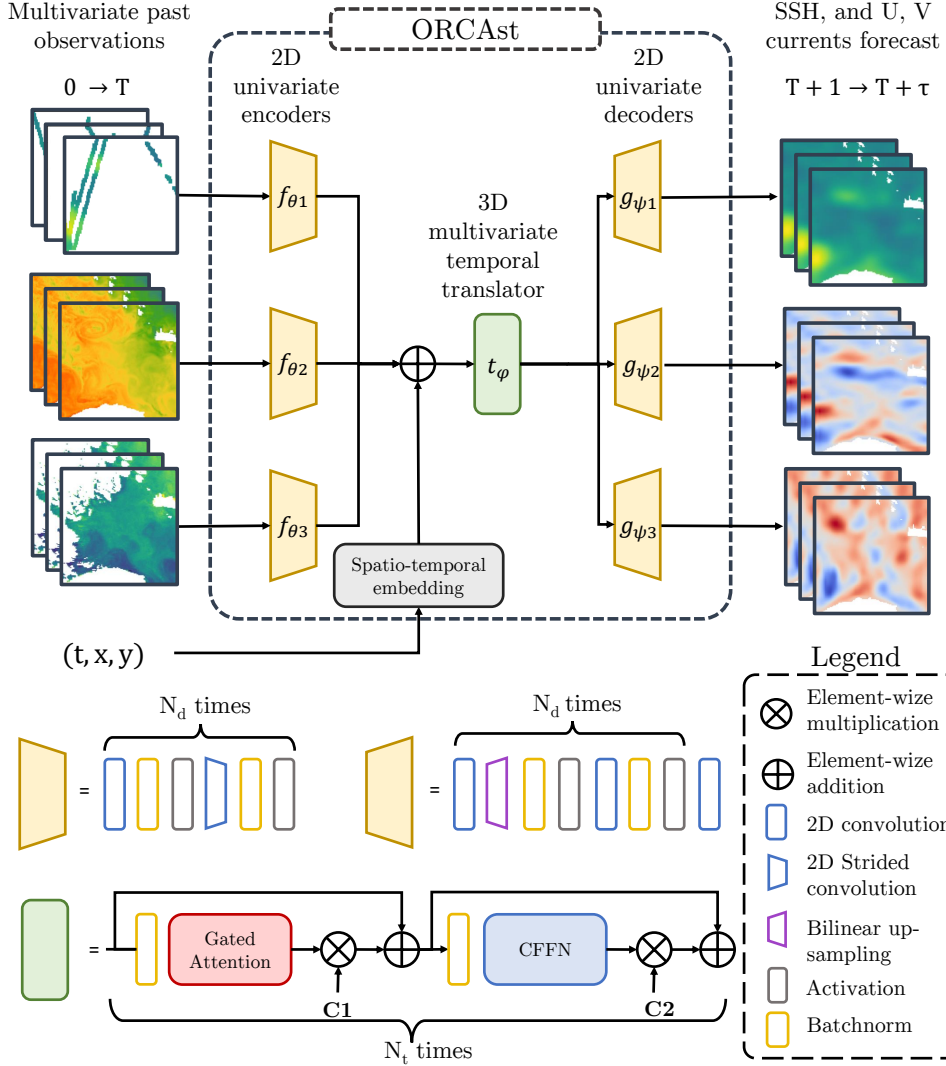 Multivariate past
observations
0 → T
ORCAst
SSH, and U, V
currents forecast
T + 1 → T + τ
2D
univariate
encoders
2D
univariate
decoders
3D
multivariate
temporal
translator
f_θ1
f_θ2
f_θ3
t_φ
g_ψ1
g_ψ2
g_ψ3
Spatio-temporal
embedding
(t, x, y)
N_d times
=
N_d times
=
=
Gated
Attention
C1
CFFN
C2
N_t times
Legend
Element-wize
multiplication
Element-wize
addition
2D convolution
2D Strided
convolution
Bilinear up-
sampling
Activation
Batchnorm